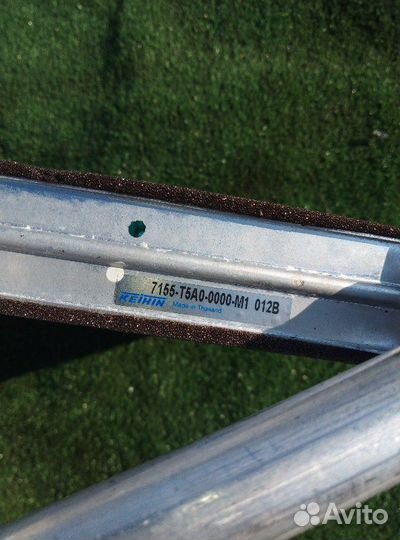 7155-T5A0-0000-M1 012B
KEIHIN Made in Thailand
Avito